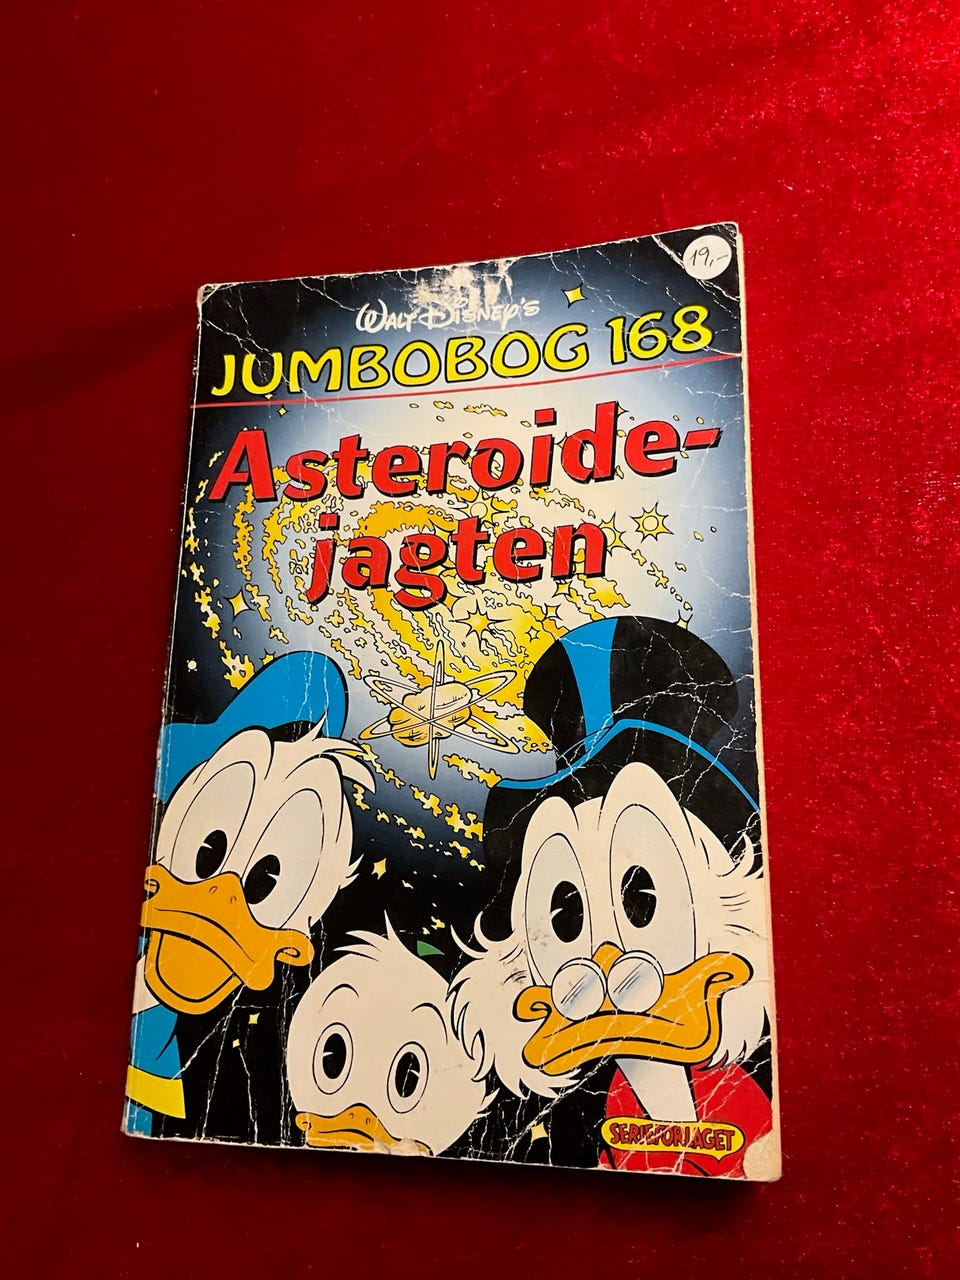 19,-
WALT DISNEY'S
JUMBOBOG 168
Asteroide-
jagten
SERIEFORLAGET